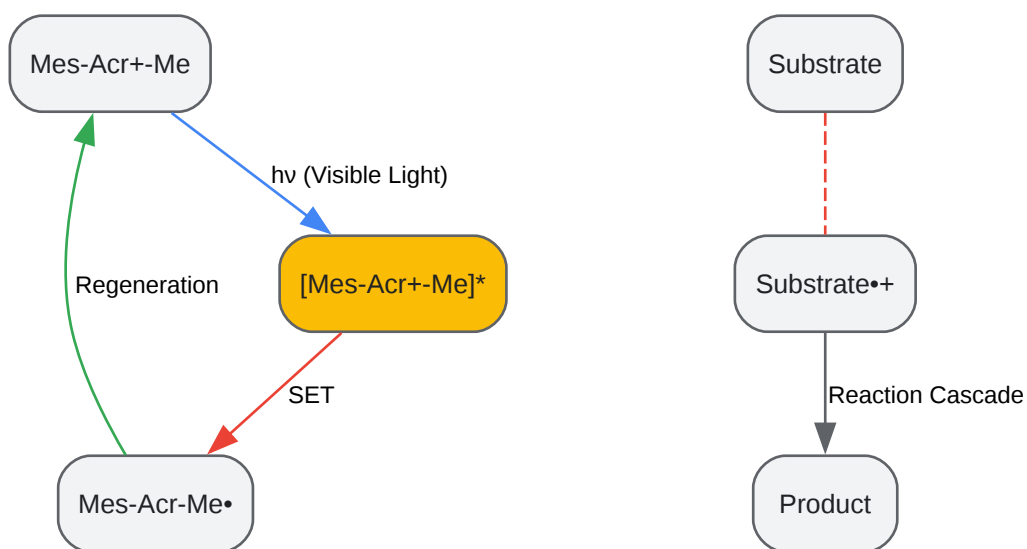 Mes-Acr+-Me
Substrate
hν (Visible Light)
Regeneration
[Mes-Acr+-Me]*
Substrate•+
SET
Reaction Cascade
Mes-Acr-Me•
Product